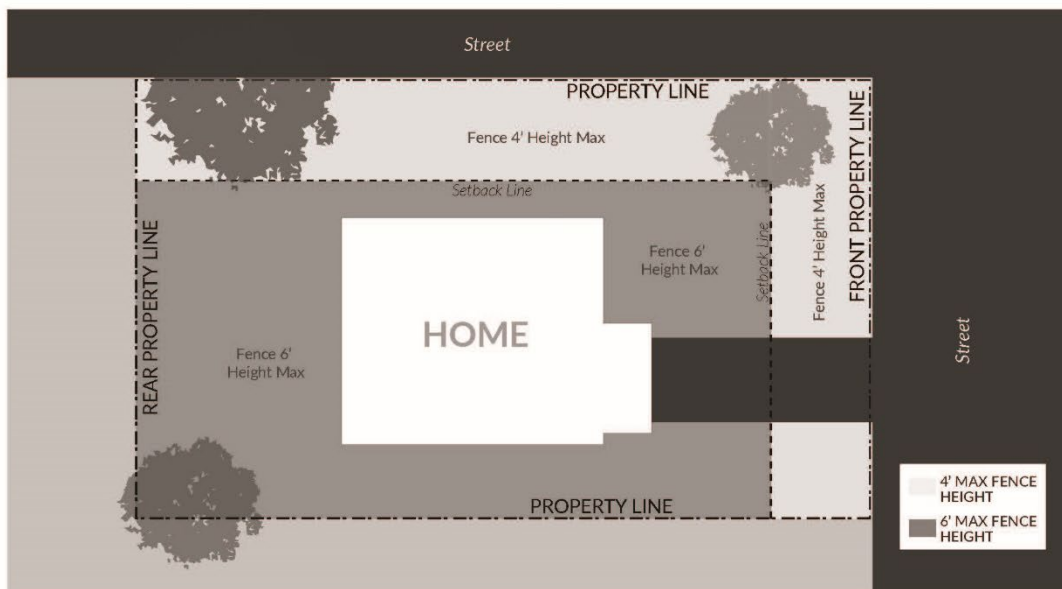 Street
PROPERTY LINE
Fence 4' Height Max
Setback Line
FRONT PROPERTY LINE
Fence 4' Height Max
Setback Line
Fence 6'
Height Max
REAR PROPERTY LINE
HOME
Fence 6'
Height Max
Street
PROPERTY LINE
4' MAX FENCE
HEIGHT
6' MAX FENCE
HEIGHT